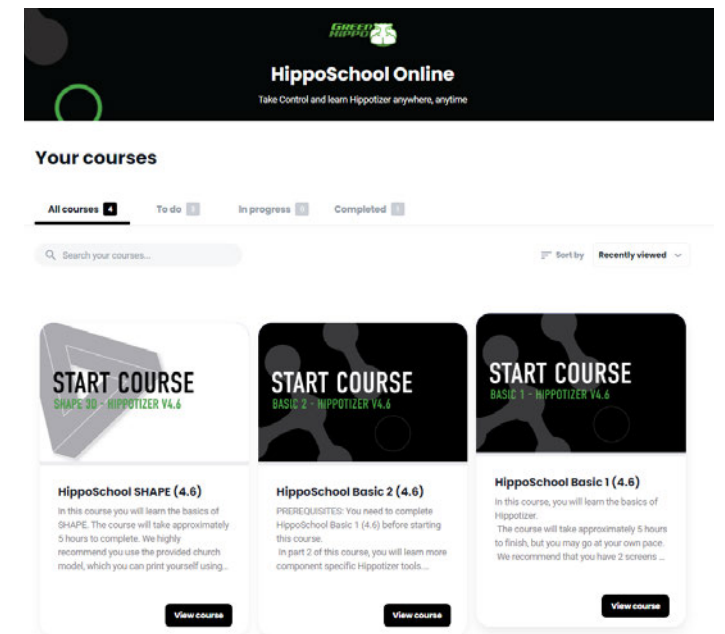 GREEN
HIPPO
HippoSchool Online
Take Control and learn Hippotizer anywhere, anytime
Your courses
All courses 4
To do
In progress
Completed
Search your courses...
Sort by
Recently viewed
START COURSE
SHAPE 3D - HIPPOTIZER V4.6
HippoSchool SHAPE (4.6)
In this course you will learn the basics of
SHAPE. The course will take approximately
5 hours to complete. We highly
recommend you use the provided church
model, which you can print yourself using...
View course
START COURSE
BASIC 2 - HIPPOTIZER V4.6
HippoSchool Basic 2 (4.6)
PREREQUISITES: You need to complete
HippoSchool Basic 1 (4.6) before starting
this course.
In part 2 of this course, you will learn more
component specific Hippotizer tools....
View course
START COURSE
BASIC 1 - HIPPOTIZER V4.6
HippoSchool Basic 1 (4.6)
In this course, you will learn the basics of
Hippotizer.
The course will take approximately 5 hours
to finish, but you may go at your own pace.
We recommend that you have 2 screens ...
View course